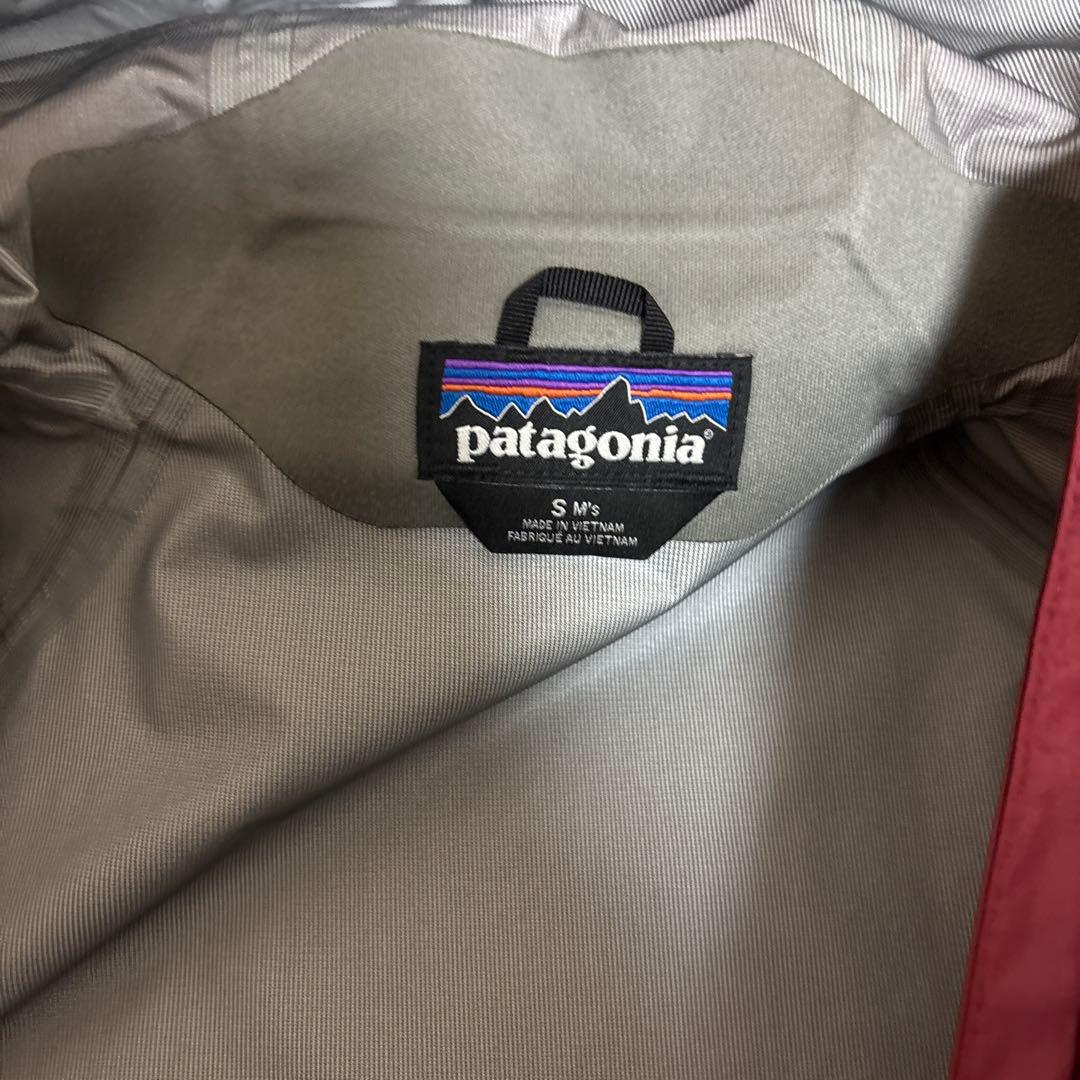 patagonia®
S M's
MADE IN VIETNAM
FABRIQUÉ AU VIETNAM